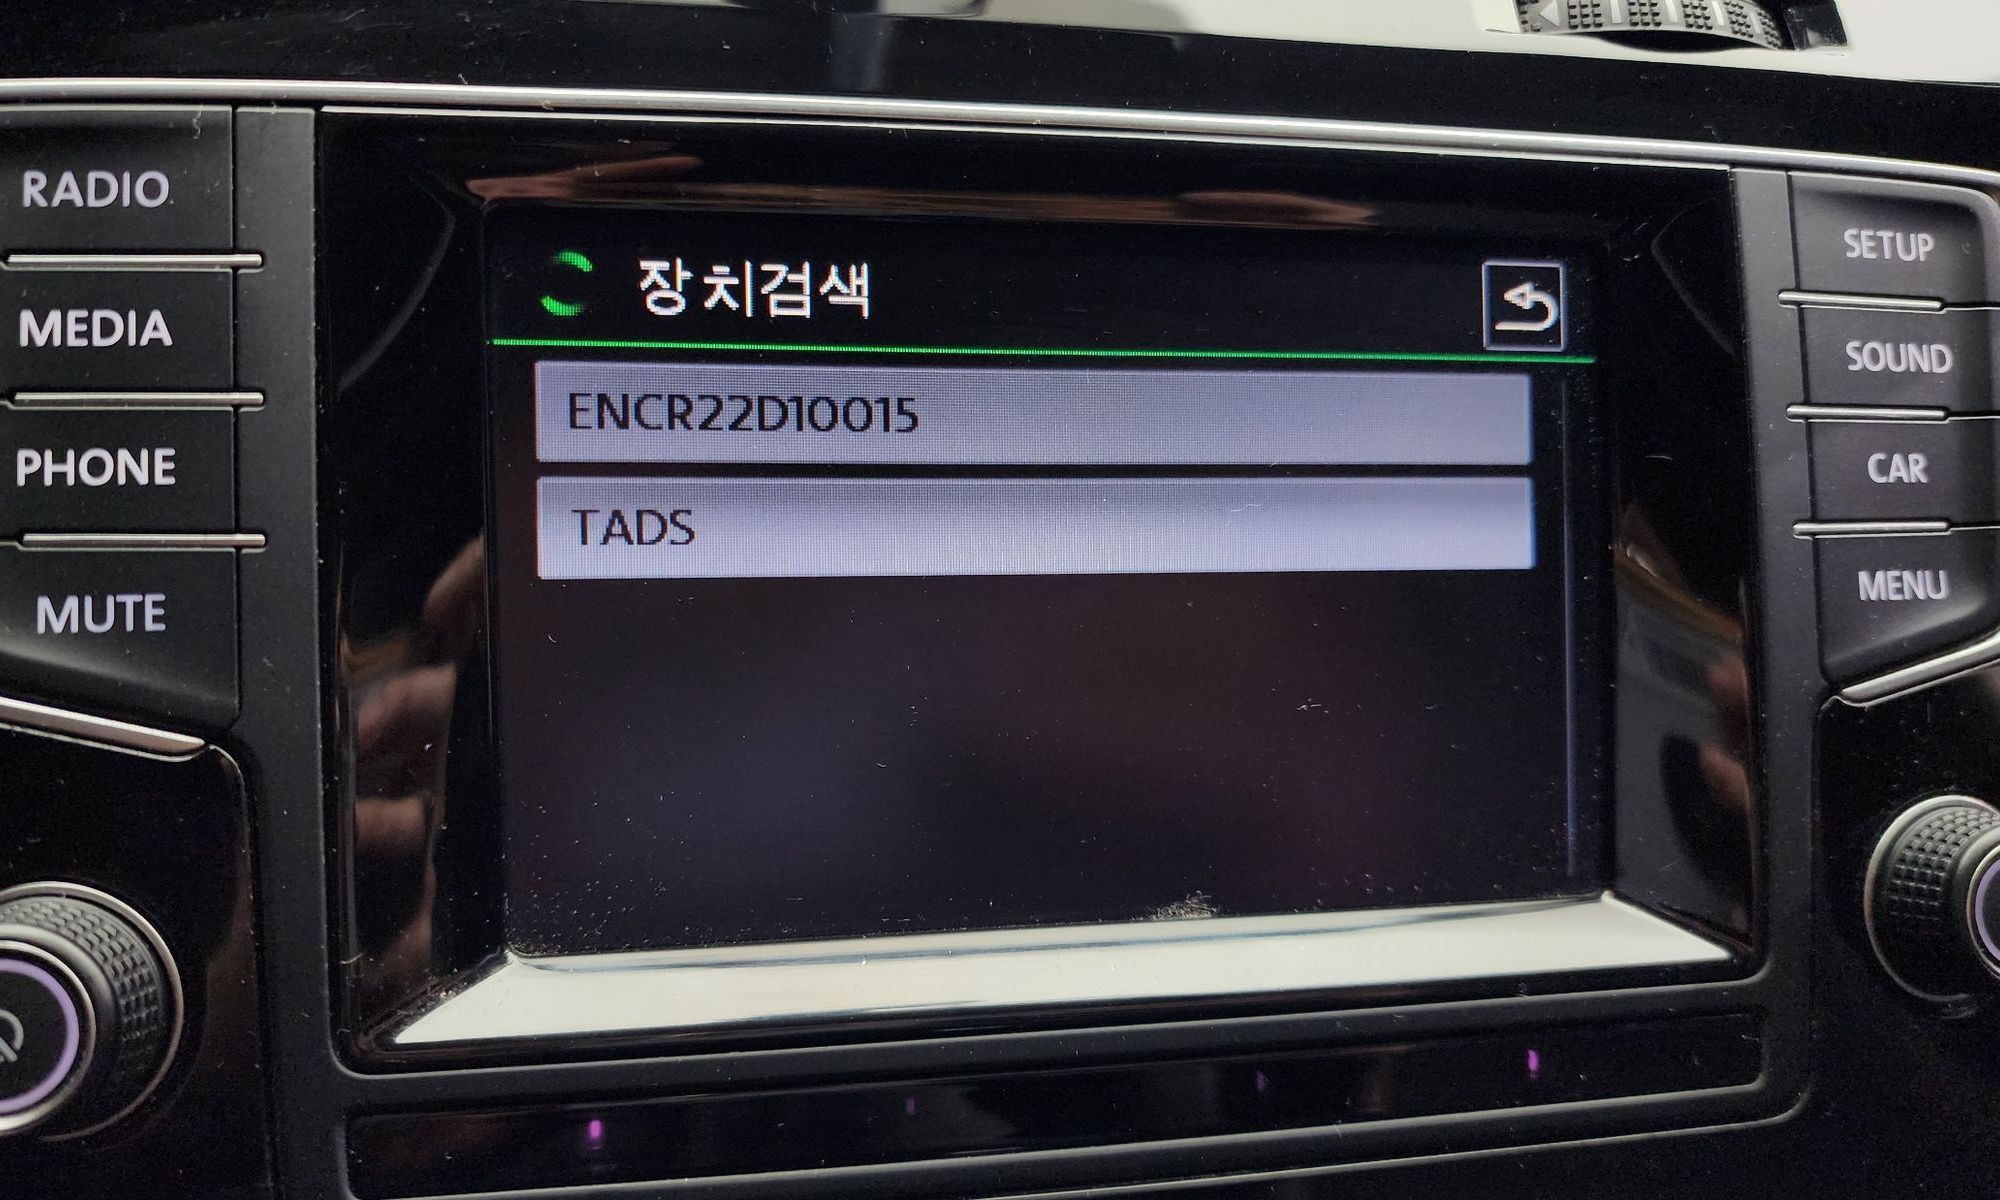 RADIO
MEDIA
PHONE
MUTE
장치검색
ENCR22D10015
TADS
SETUP
SOUND
CAR
MENU